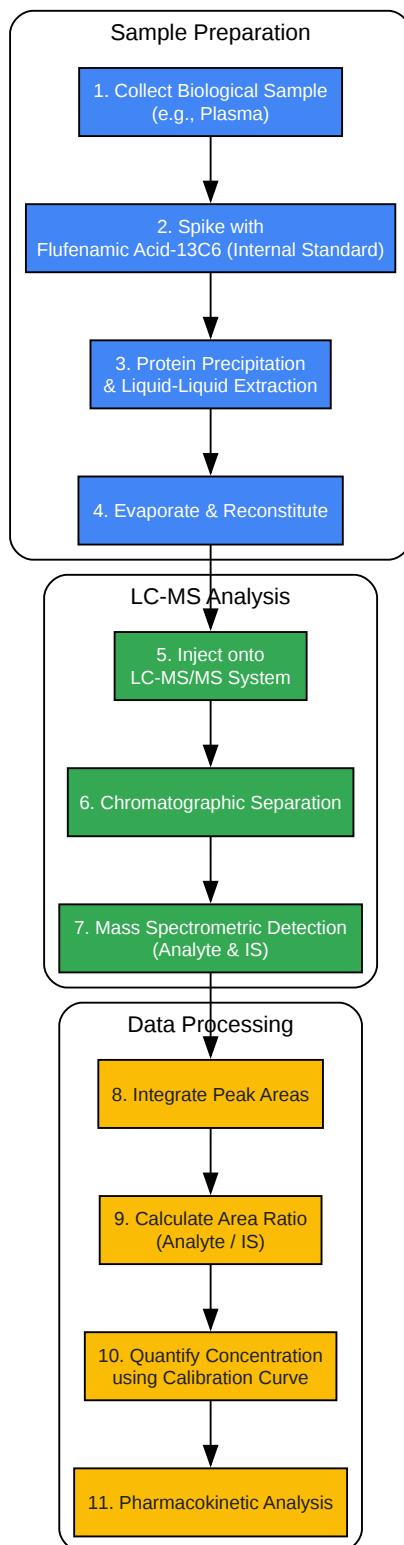 Sample Preparation
1. Collect Biological Sample
(e.g., Plasma)
2. Spike with
Flufenamic Acid-13C6 (Internal Standard)
3. Protein Precipitation
& Liquid-Liquid Extraction
4. Evaporate & Reconstitute
LC-MS Analysis
5. Inject onto
LC-MS/MS System
6. Chromatographic Separation
7. Mass Spectrometric Detection
(Analyte & IS)
Data Processing
8. Integrate Peak Areas
9. Calculate Area Ratio
(Analyte / IS)
10. Quantify Concentration
using Calibration Curve
11. Pharmacokinetic Analysis